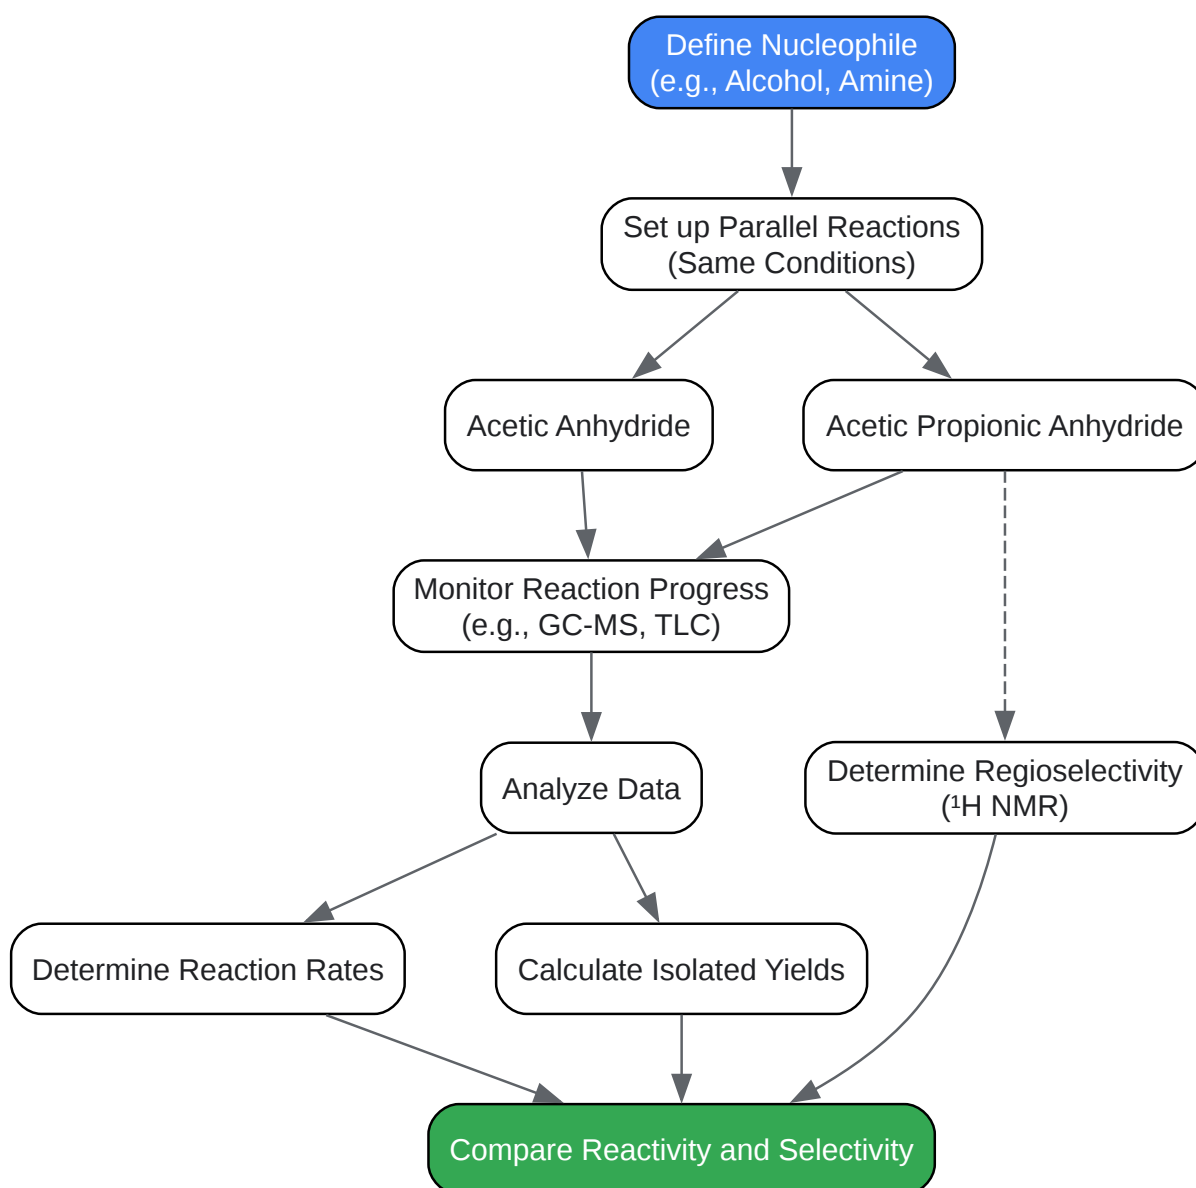 Define Nucleophile
(e.g., Alcohol, Amine)
Set up Parallel Reactions
(Same Conditions)
Acetic Anhydride
Acetic Propionic Anhydride
Monitor Reaction Progress
(e.g., GC-MS, TLC)
Analyze Data
Determine Regioselectivity
(¹H NMR)
Determine Reaction Rates
Calculate Isolated Yields
Compare Reactivity and Selectivity